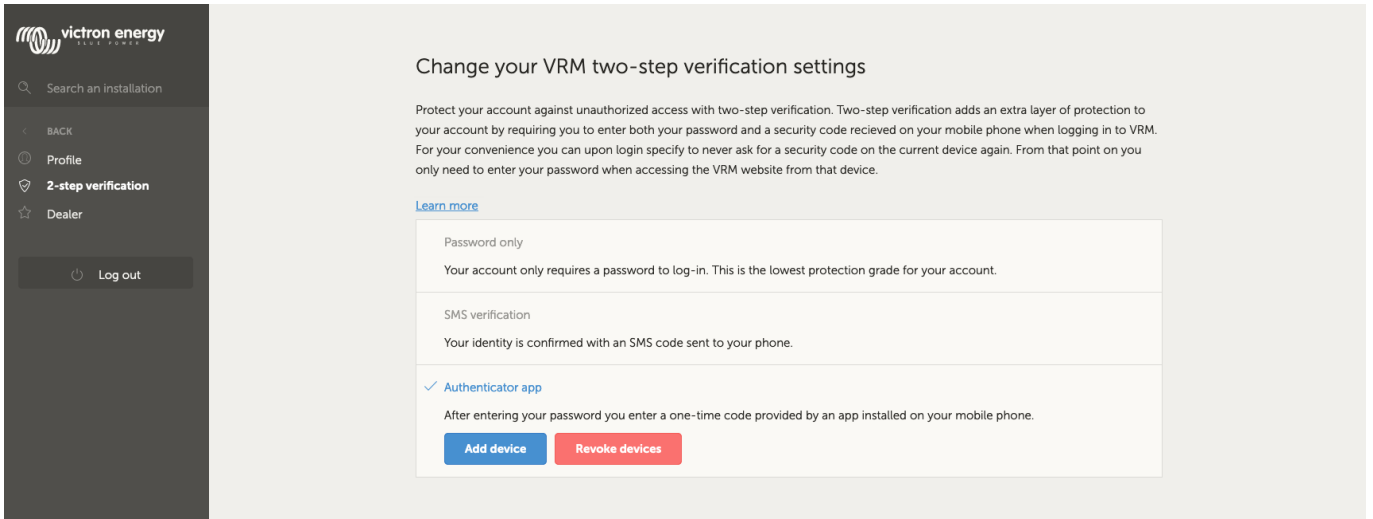 victron energy
BLUE POWER
Search an installation
BACK
Profile
2-step verification
Dealer
Log out
Change your VRM two-step verification settings
Protect your account against unauthorized access with two-step verification. Two-step verification adds an extra layer of protection to
your account by requiring you to enter both your password and a security code recieved on your mobile phone when logging in to VRM.
For your convenience you can upon login specify to never ask for a security code on the current device again. From that point on you
only need to enter your password when accessing the VRM website from that device.
Learn more
Password only
Your account only requires a password to log-in. This is the lowest protection grade for your account.
SMS verification
Your identity is confirmed with an SMS code sent to your phone.
Authenticator app
After entering your password you enter a one-time code provided by an app installed on your mobile phone.
Add device
Revoke devices